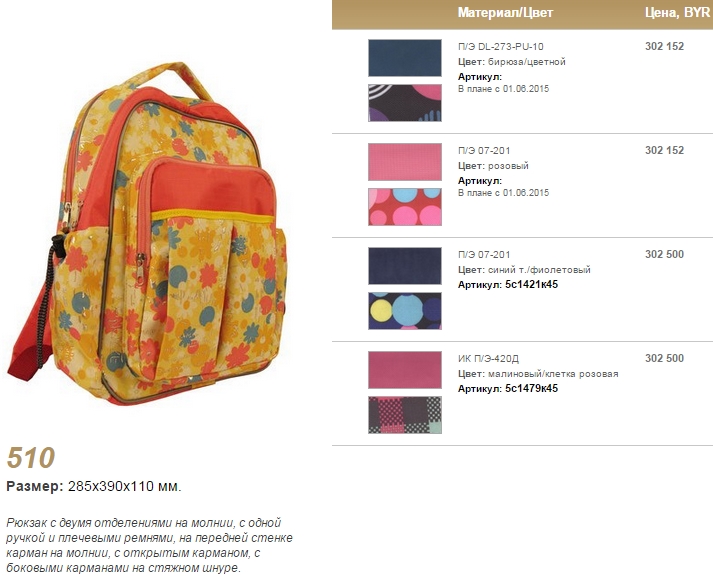 Материал/Цвет Цена, BYR
П/Э DL-273-PU-10 302 152
Цвет: бирюза/цветной
Артикул:
В плане с 01.06.2015
П/Э 07-201 302 152
Цвет: розовый
Артикул:
В плане с 01.06.2015
П/Э 07-201 302 500
Цвет: синий т./фиолетовый
Артикул: 5с1421к45
ИК П/Э-420Д 302 500
Цвет: малиновый/клетка розовая
Артикул: 5с1479к45
510
Размер: 285х390х110 мм.
Рюкзак с двумя отделениями на молнии, с одной
ручкой и плечевыми ремнями, на передней стенке
карман на молнии, с открытым карманом, с
боковыми карманами на стяжном шнуре.